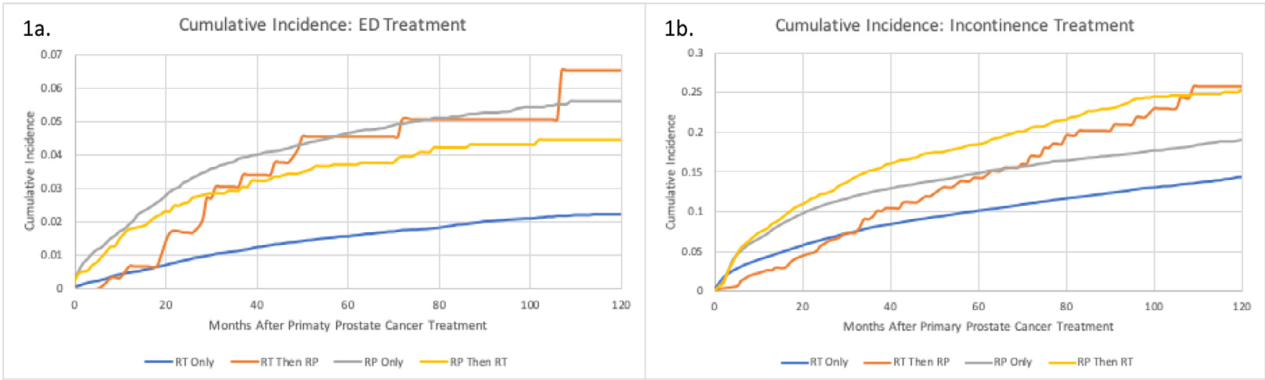 1a.
Cumulative Incidence: ED Treatment
0.07
0.06
0.05
0.04
0.03
0.02
0.01
0
Cumulative Incidence
0 20 40 60 80 100 120
Months After Primaty Prostate Cancer Treatment
RT Only RT Then RP RP Only RP Then RT
1b.
Cumulative Incidence: Incontinence Treatment
0.3
0.25
0.2
0.15
0.1
0.05
0
Cumulative Incidence
0 20 40 60 80 100 120
Months After Primary Prostate Cancer Treatment
RT Only RT Then RP RP Only RP Then RT